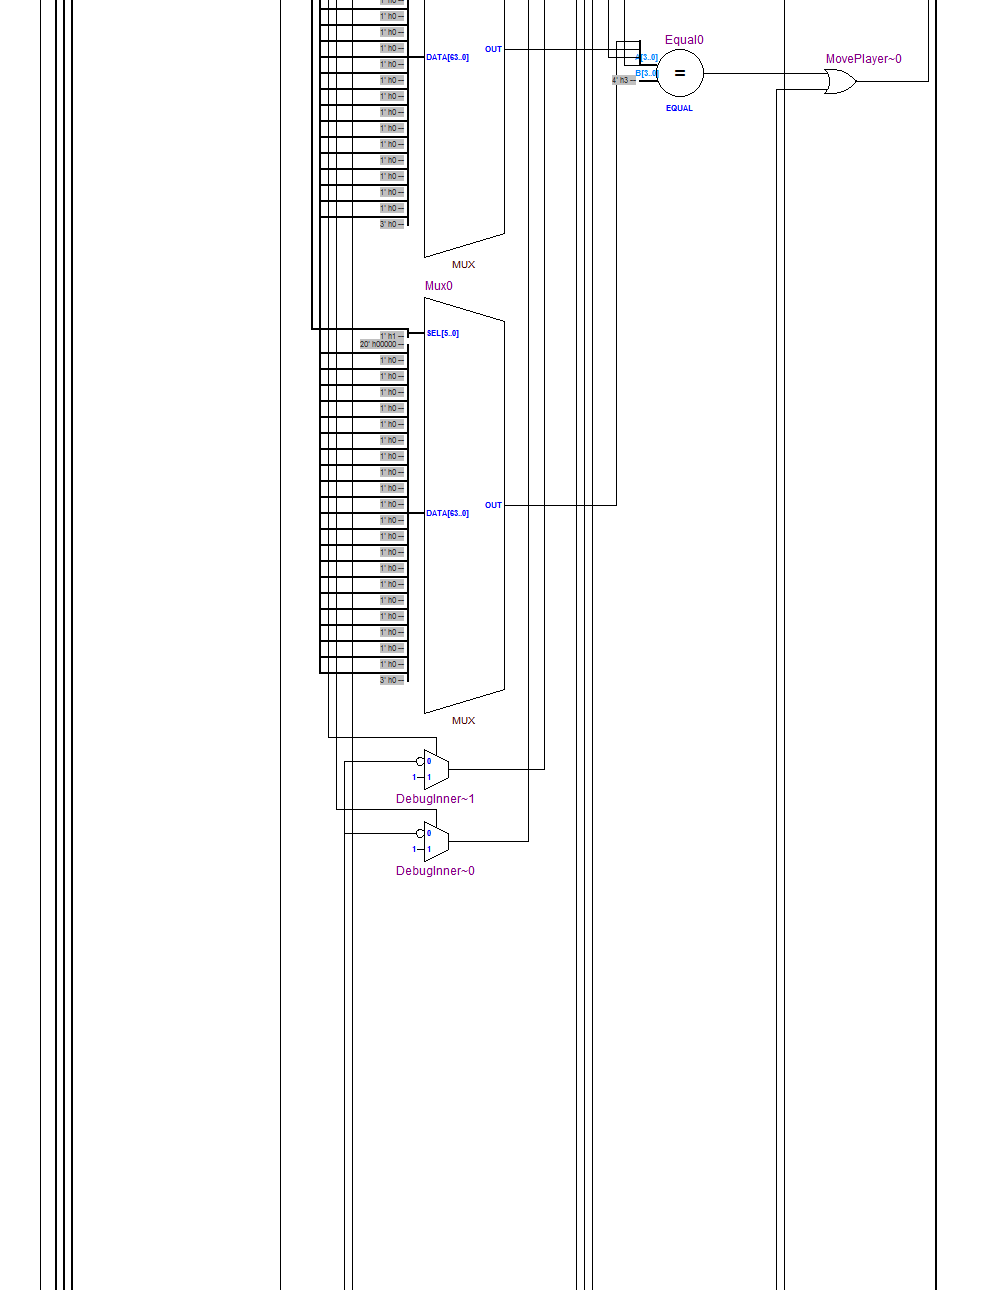 1' h0
1' h0
1' h0
OUT
1' h0
DATA[63..0]
1' h0
1' h0
1' h0
1' h0
1' h0
1' h0
1' h0
1' h0
1' h0
1' h0
3' h0
MUX
Equal0
A[3..0]
B[3..0]
4' h3
=
EQUAL
MovePlayer~0
Mux0
SEL[5..0]
1' h1
20' h00000
1' h0
1' h0
1' h0
1' h0
1' h0
1' h0
1' h0
1' h0
1' h0
1' h0
OUT
DATA[63..0]
1' h0
1' h0
1' h0
1' h0
1' h0
1' h0
1' h0
1' h0
1' h0
1' h0
3' h0
MUX
0
1 1
DebugInner~1
0
1 1
DebugInner~0